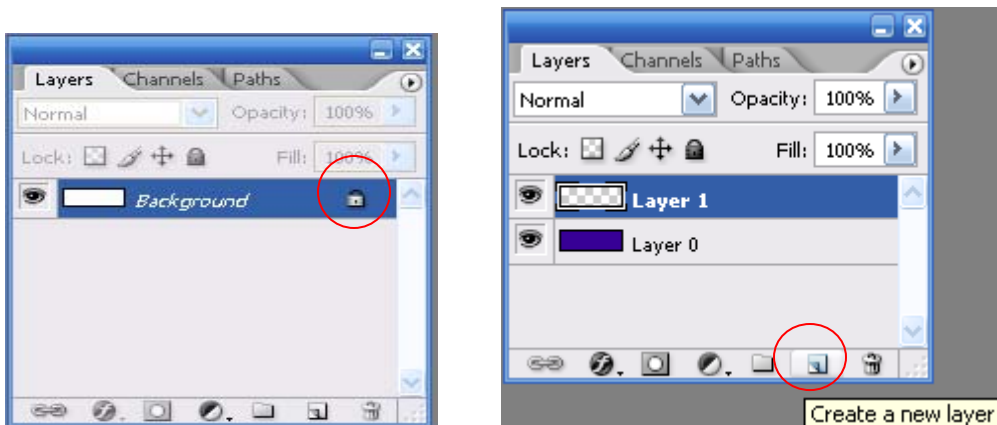 Layers Channels Paths
Normal Opacity: 100%
Lock: Fill: 100%
Background
Layers Channels Paths
Normal Opacity: 100%
Lock: Fill: 100%
Layer 1
Layer 0
Create a new layer